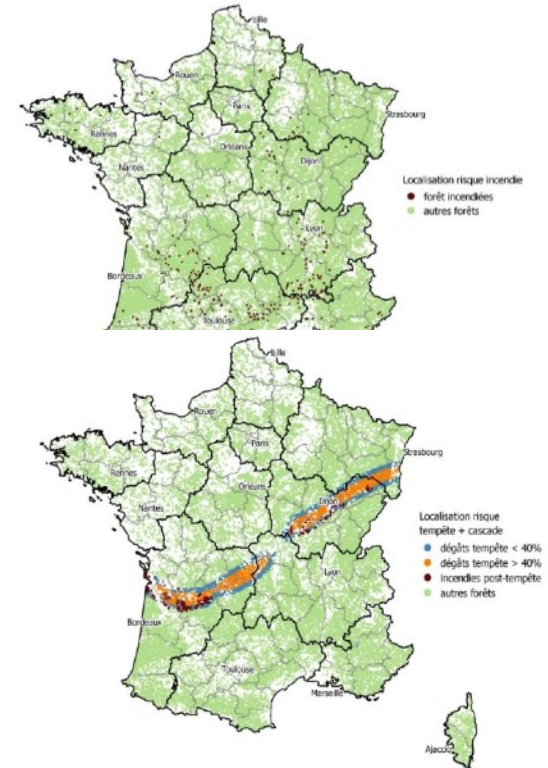 Lille
Rouen
Paris
Strasbourg
Rennes
Orléans
Nantes
Dijon
Localisation risque incendie
forêt incendiées
autres forêts
Lyon
Bordeaux
Toulouse
Lille
Rouen
Paris
Strasbourg
Rennes
Orléans
Dijon
Nantes
Localisation risque
tempête + cascade
dégâts tempête < 40%
dégâts tempête > 40%
incendies post-tempête
autres forêts
Lyon
Bordeaux
Toulouse
Marseille
Ajaccio